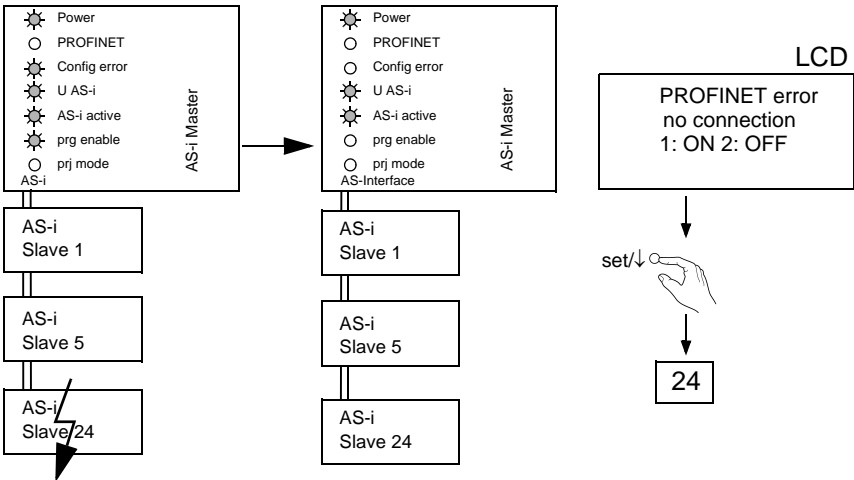 Power
PROFINET
Config error
U AS-i
AS-i active
prg enable
prj mode
AS-i
AS-i Master
AS-i
Slave 1
AS-i
Slave 5
AS-i
Slave 24
Power
PROFINET
Config error
U AS-i
AS-i active
prg enable
prj mode
AS-Interface
AS-i Master
AS-i
Slave 1
AS-i
Slave 5
AS-i
Slave 24
LCD
PROFINET error
no connection
1: ON 2: OFF
set/↓
24